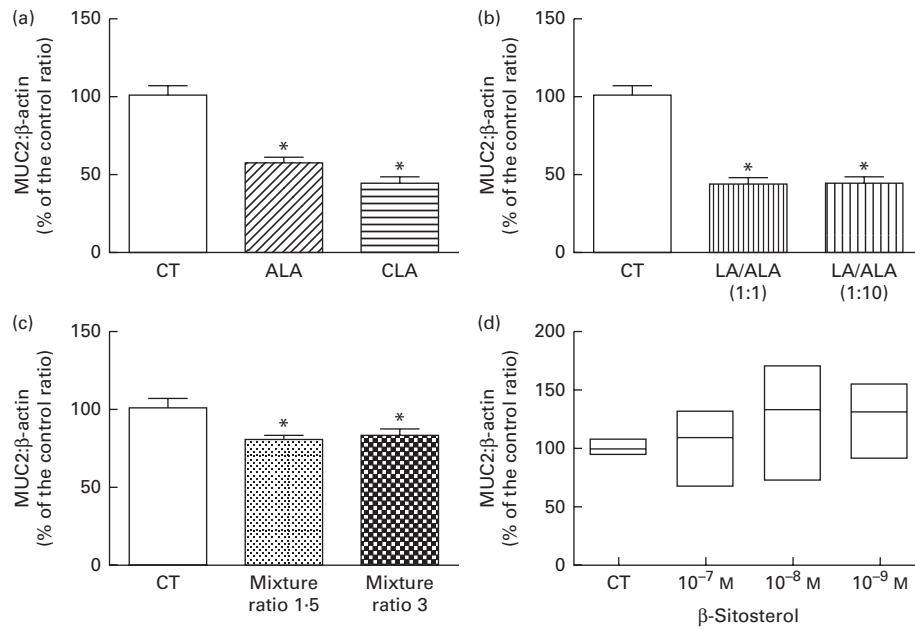 (a)
MUC2:β-actin
(% of the control ratio)
150
100
50
0
*
*
CT
ALA
CLA
(b)
MUC2:β-actin
(% of the control ratio)
150
100
50
0
*
*
CT
LA/ALA
(1:1)
LA/ALA
(1:10)
(c)
MUC2:β-actin
(% of the control ratio)
150
100
50
0
*
*
CT
Mixture
ratio 1·5
Mixture
ratio 3
(d)
MUC2:β-actin
(% of the control ratio)
200
150
100
50
0
CT
10⁻⁷ M
10⁻⁸ M
10⁻⁹ M
β-Sitosterol